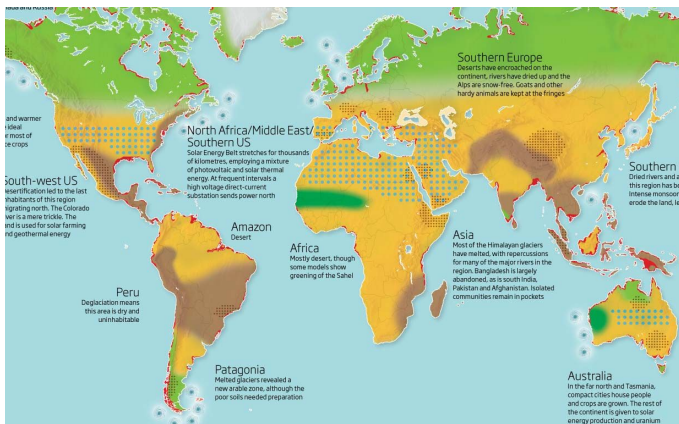 Canada and Russia
Southern Europe
Deserts have encroached on the
continent, rivers have dried up and the
Alps are snow-free. Goats and other
hardy animals are kept at the fringes
and warmer
ideal
or most of
crops
North Africa/Middle East/
Southern US
Solar Energy Belt stretches for thousands
of kilometres, employing a mixture
of photovoltaic and solar thermal
energy. At frequent intervals a
high voltage direct-current
substation sends power north
South-west US
Desertification led to the last
inhabitants of this region
migrating north. The Colorado
river is a mere trickle. The
land is used for solar farming
and geothermal energy
Southern
Dried rivers and
this region has
Intense monsoon
erode the land,
Amazon
Desert
Africa
Mostly desert, though
some models show
greening of the Sahel
Asia
Most of the Himalayan glaciers
have melted, with repercussions
for many of the major rivers in the
region. Bangladesh is largely
abandoned, as is south India,
Pakistan and Afghanistan. Isolated
communities remain in pockets
Peru
Deglaciation means
this area is dry and
uninhabitable
Patagonia
Melted glaciers revealed a
new arable zone, although the
poor soils needed preparation
Australia
In the far north and Tasmania,
compact cities house people
and crops are grown. The rest of
the continent is given to solar
energy production and uranium